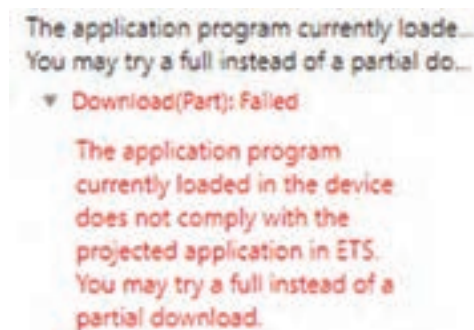 The application program currently loade...
You may try a full instead of a partial do...
Download(Part): Failed
The application program
currently loaded in the device
does not comply with the
projected application in ETS.
You may try a full instead of a
partial download.